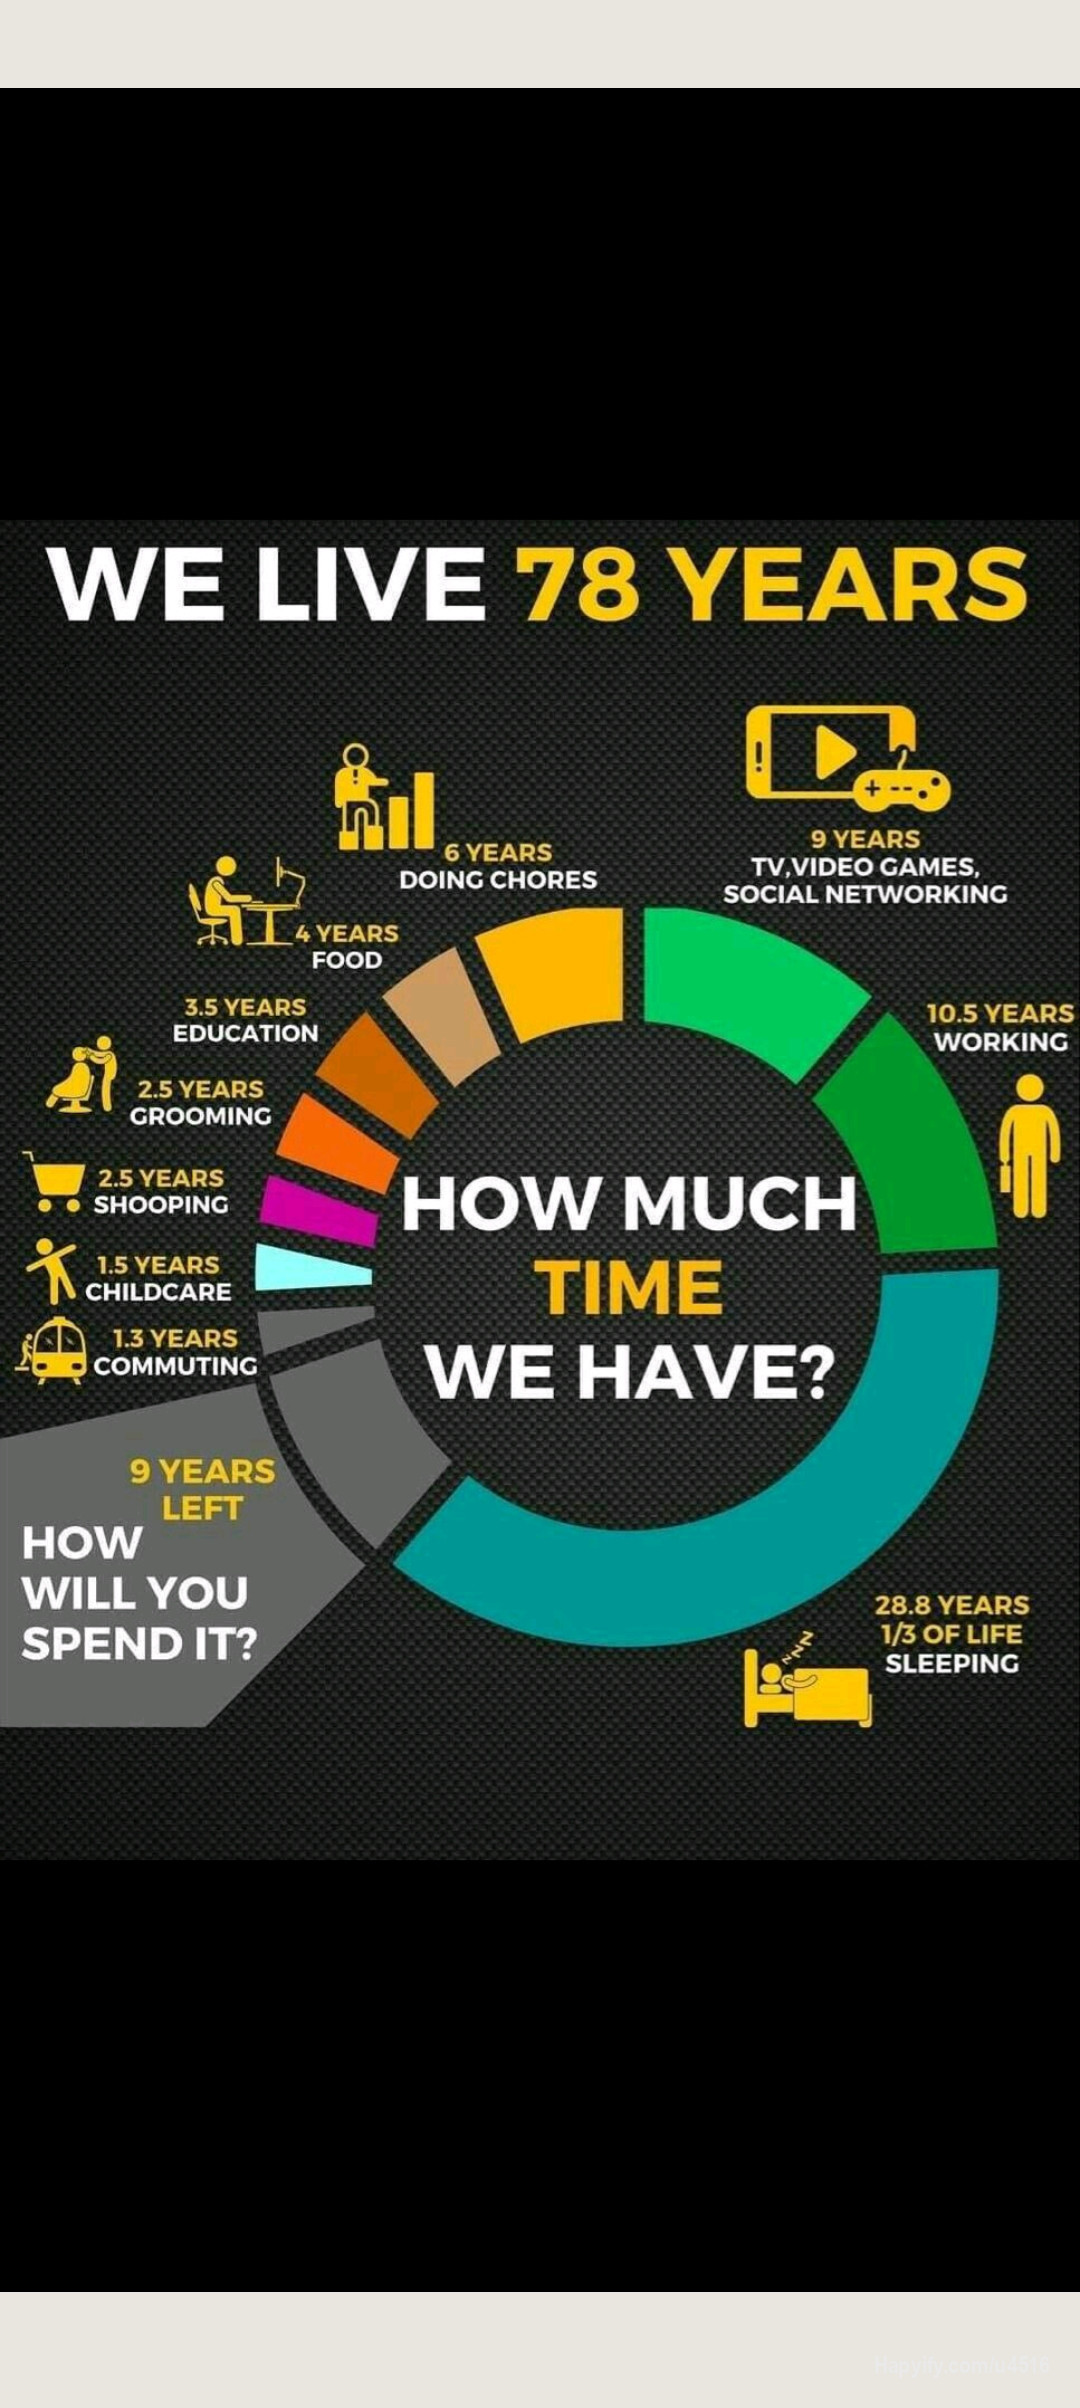 WE LIVE 78 YEARS
9 YEARS
TV,VIDEO GAMES,
SOCIAL NETWORKING
6 YEARS
DOING CHORES
4 YEARS
FOOD
3.5 YEARS
EDUCATION
10.5 YEARS
WORKING
2.5 YEARS
GROOMING
2.5 YEARS
SHOOPING
1.5 YEARS
CHILDCARE
1.3 YEARS
COMMUTING
HOW MUCH
TIME
WE HAVE?
9 YEARS
LEFT
HOW
WILL YOU
SPEND IT?
28.8 YEARS
1/3 OF LIFE
SLEEPING
zzz